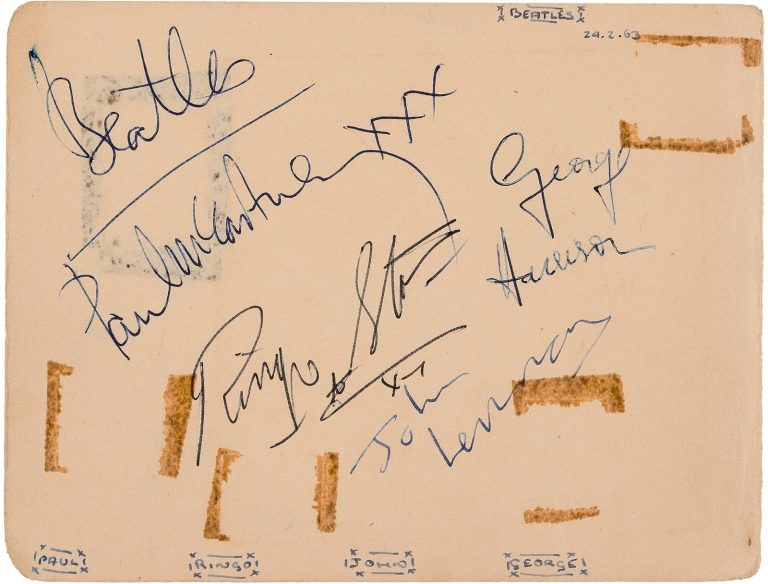 BEATLES
24.2.63
Beatles
Paul McCartney xxx
George
Harrison
Ringo Starr
John
Lennon
PAUL
RINGO
JOHN
GEORGE